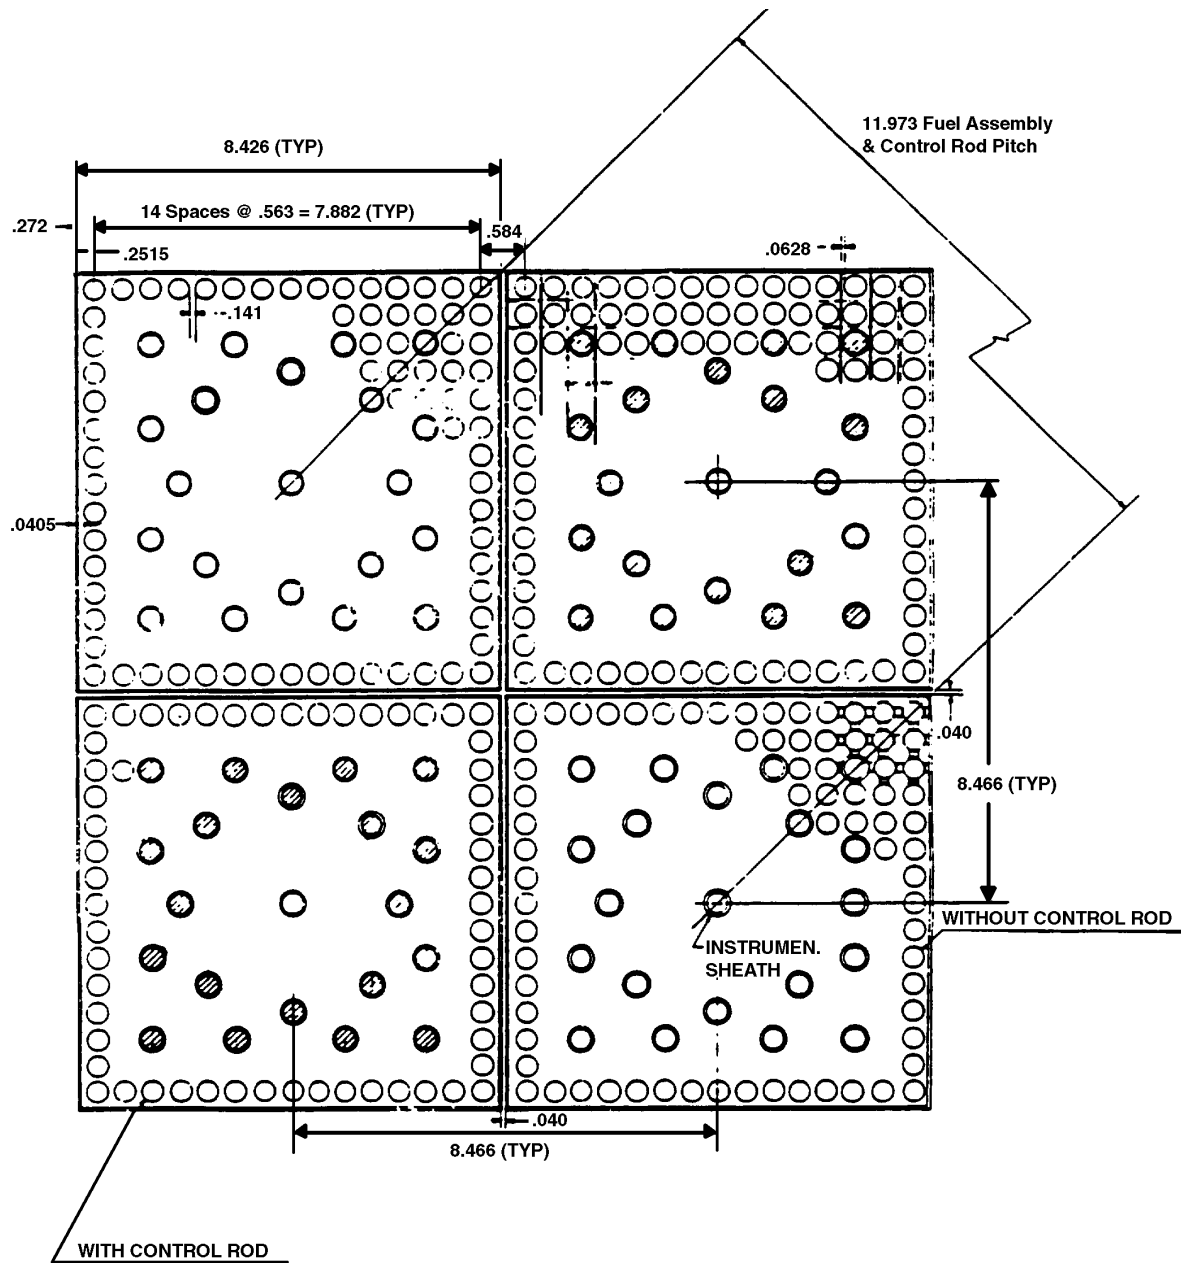 11.973 Fuel Assembly
& Control Rod Pitch
8.426 (TYP)
14 Spaces @ .563 = 7.882 (TYP)
.272
.584
.2515
.0628
.141
.0405
.040
8.466 (TYP)
WITHOUT CONTROL ROD
INSTRUMEN.
SHEATH
.040
8.466 (TYP)
WITH CONTROL ROD